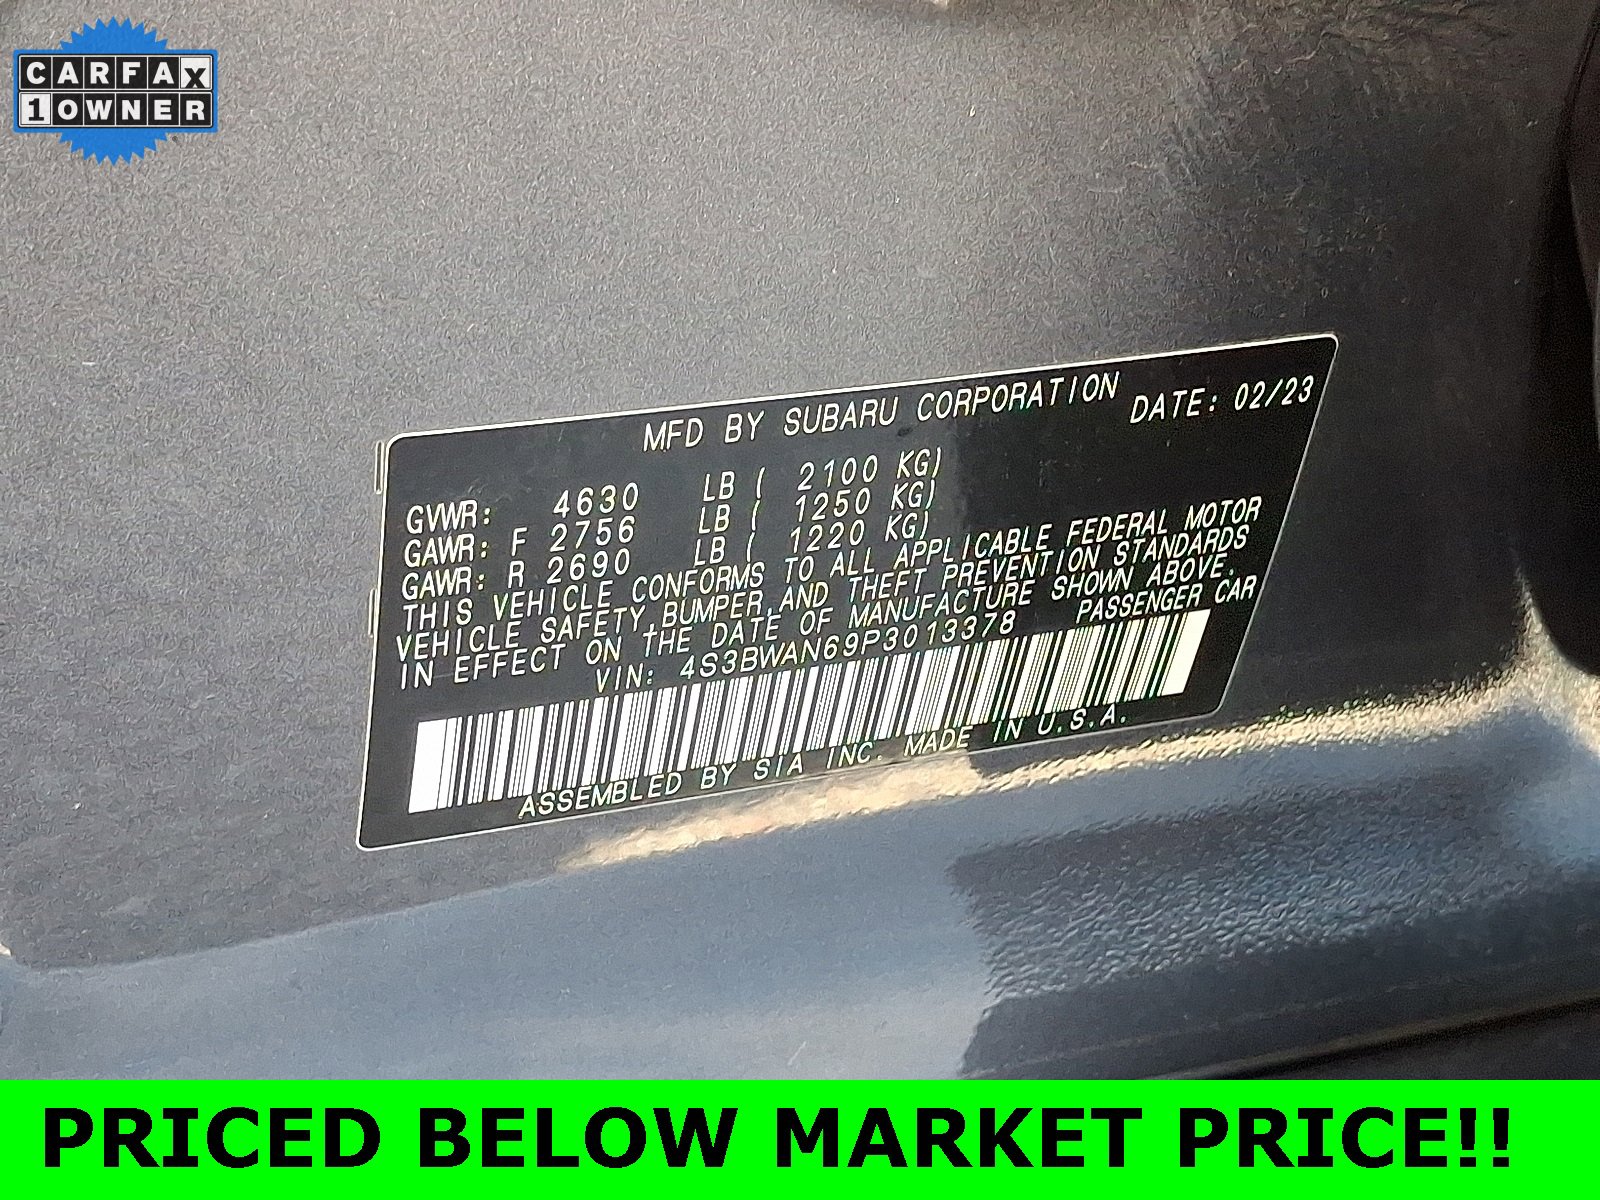 CARFAX
1 OWNER
MFD BY SUBARU CORPORATION DATE: 02/23
GVWR: 4630 LB ( 2100 KG)
GAWR: F 2756 LB ( 1250 KG)
GAWR: R 2690 LB ( 1220 KG)
THIS VEHICLE CONFORMS TO ALL APPLICABLE FEDERAL MOTOR
VEHICLE SAFETY,BUMPER,AND THEFT PREVENTION STANDARDS
IN EFFECT ON THE DATE OF MANUFACTURE SHOWN ABOVE.
VIN: 4S3BWAN69P3013378 PASSENGER CAR
ASSEMBLED BY SIA INC. MADE IN U.S.A.
PRICED BELOW MARKET PRICE!!